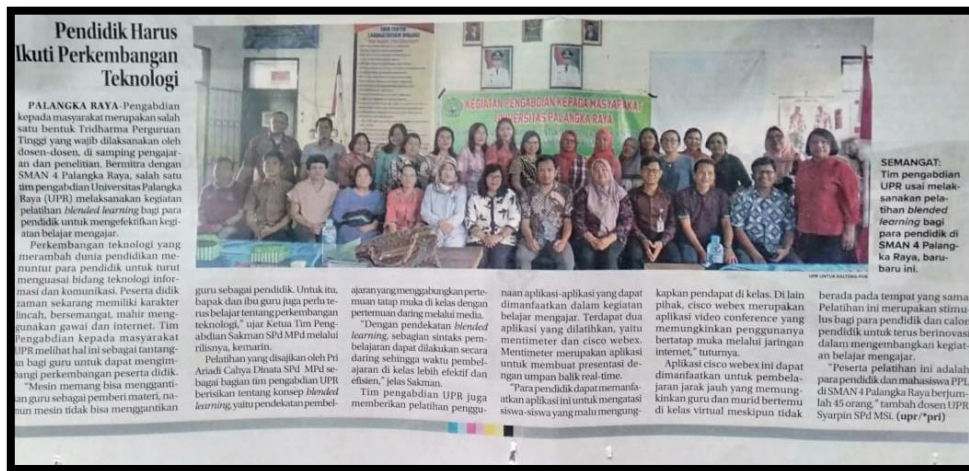 Pendidik Harus
Ikuti Perkembangan
Teknologi
PALANGKA RAYA-Pengabdian
kepada masyarakat merupakan salah
satu bentuk Tridharma Perguruan
Tinggi yang wajib dilaksanakan oleh
dosen-dosen, di samping pengajar-
an dan penelitian. Bermitra dengan
SMAN 4 Palangka Raya, salah satu
tim pengabdian Universitas Palangka
Raya (UPR) melaksanakan kegiatan
pelatihan blended learning bagi para
pendidik untuk mengefektifkan kegi-
atan belajar mengajar.
Perkembangan teknologi yang
merambah dunia pendidikan me-
nuntut para pendidik untuk turut
menguasai bidang teknologi infor-
masi dan komunikasi. Peserta didik
zaman sekarang memiliki karakter
lincah, bersemangat, mahir meng-
gunakan gawai dan internet. Tim
Pengabdian kepada masyarakat
UPR melihat hal ini sebagai tantang-
an bagi guru untuk dapat mengim-
bangi perkembangan peserta didik.
"Mesin memang bisa mengganti-
kan guru sebagai pemberi materi, na-
mun mesin tidak bisa menggantikan
guru sebagai pendidik. Untuk itu,
bapak dan ibu guru juga perlu te-
rus belajar tentang perkembangan
teknologi," ujar Ketua Tim Peng-
abdian Sakman SPd MPd melalui
rilisnya, kemarin.
Pelatihan yang disajikan oleh Pri
Ariadi Cahya Dinata SPd MPd se-
bagai bagian tim pengabdian UPR
berisikan tentang konsep blended
learning, yaitu pendekatan pembel-
ajaran yang menggabungkan perte-
muan tatap muka di kelas dengan
pertemuan daring melalui media.
"Dengan pendekatan blended
learning, sebagian sintaks pem-
belajaran dapat dilakukan secara
daring sehingga waktu pembel-
ajaran di kelas lebih efektif dan
efisien," jelas Sakman.
Tim pengabdian UPR juga
memberikan pelatihan penggu-
naan aplikasi-aplikasi yang dapat
dimanfaatkan dalam kegiatan
belajar mengajar. Terdapat dua
aplikasi yang dilatihkan, yaitu
mentimeter dan cisco webex.
Mentimeter merupakan aplikasi
untuk membuat presentasi de-
ngan umpan balik real-time.
"Para pendidik dapat memanfa-
atkan aplikasi ini untuk mengatasi
siswa-siswa yang malu mengung-
kapkan pendapat di kelas. Di lain
pihak, cisco webex merupakan
aplikasi video conference yang
memungkinkan penggunanya
bertatap muka melalui jaringan
internet," tuturnya.
Aplikasi cisco webex ini dapat
dimanfaatkan untuk pembela-
jaran jarak jauh yang memung-
kinkan guru dan murid bertemu
di kelas virtual meskipun tidak
berada pada tempat yang sama
Pelatihan ini merupakan stimu-
lus bagi para pendidik dan calon
pendidik untuk terus berinovasi
dalam mengembangkan kegiat-
an belajar mengajar.
"Peserta pelatihan ini adalah
para pendidik dan mahasiswa PPL
di SMAN 4 Palangka Raya berjum-
lah 45 orang," tambah dosen UPR
Syarpin SPd MSi. (upr/*pri)
KEGIATAN PENGABDIAN KEPADA MASYARAKAT
UNIVERSITAS PALANGKA RAYA
UPR UNTUK KALTENG POS
SEMANGAT:
Tim pengabdian
UPR usai melak-
sanakan pela-
tihan blended
learning bagi
para pendidik di
SMAN 4 Palang-
ka Raya, baru-
baru ini.